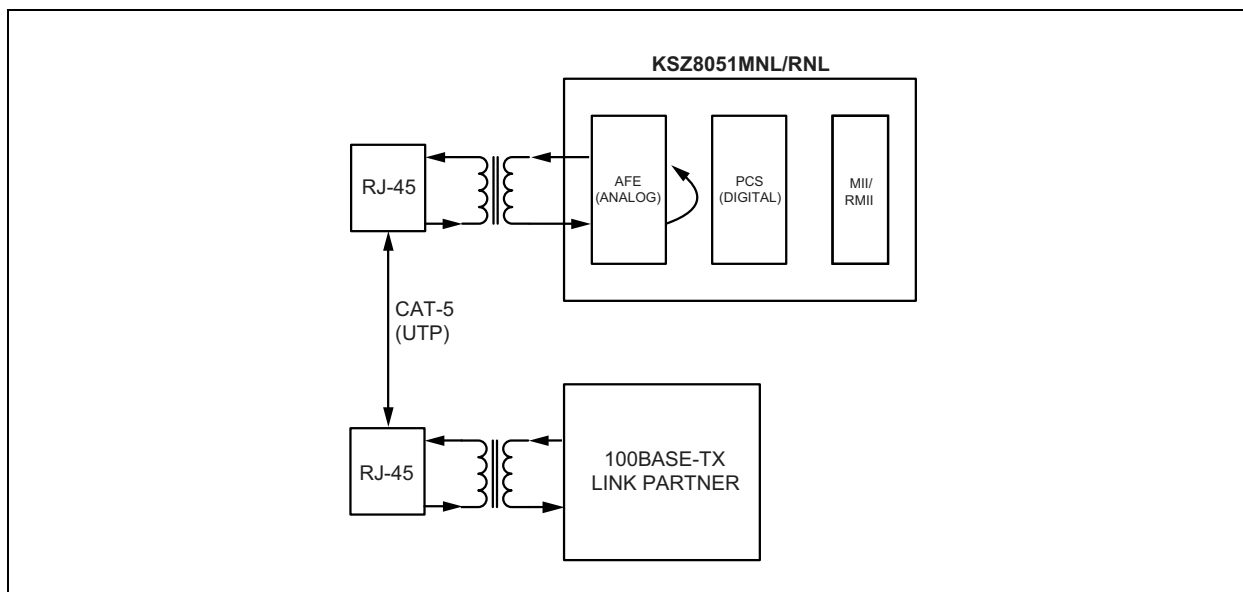 KSZ8051MNL/RNL
RJ-45
AFE
(ANALOG)
PCS
(DIGITAL)
MII/
RMII
CAT-5
(UTP)
RJ-45
100BASE-TX
LINK PARTNER